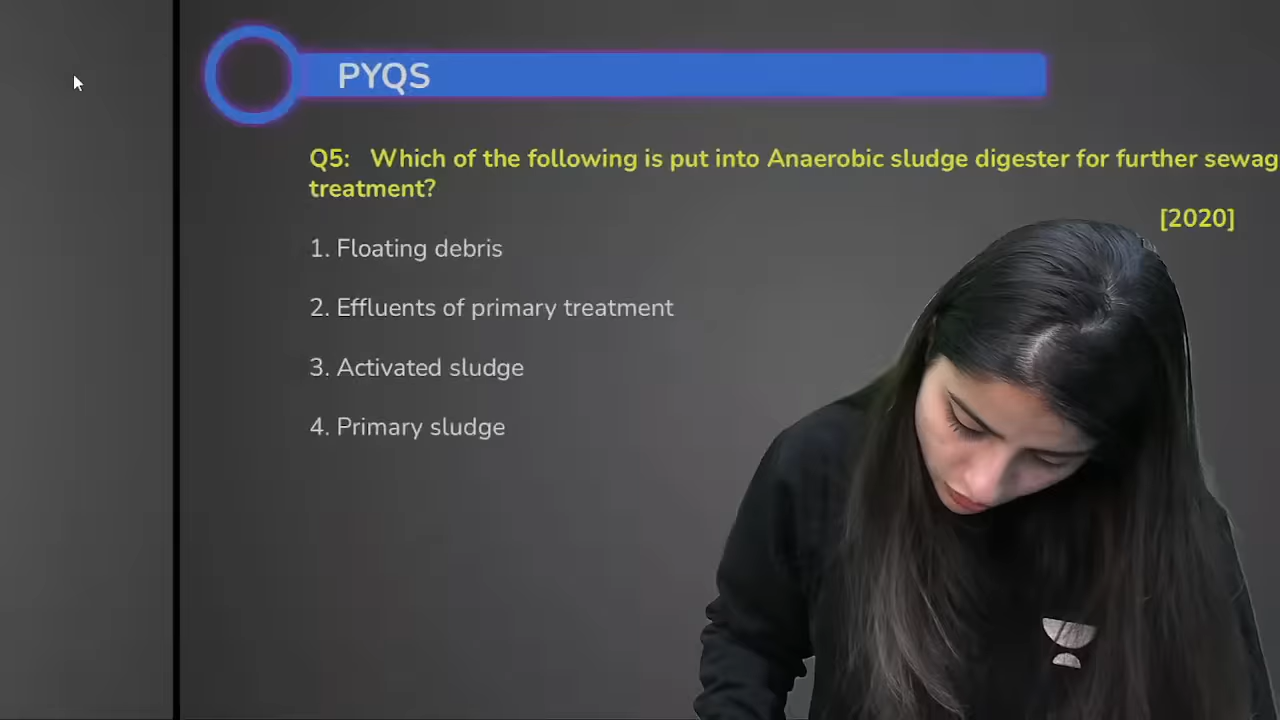 PYQS
Q5: Which of the following is put into Anaerobic sludge digester for further sewag
treatment?
[2020]
1. Floating debris
2. Effluents of primary treatment
3. Activated sludge
4. Primary sludge